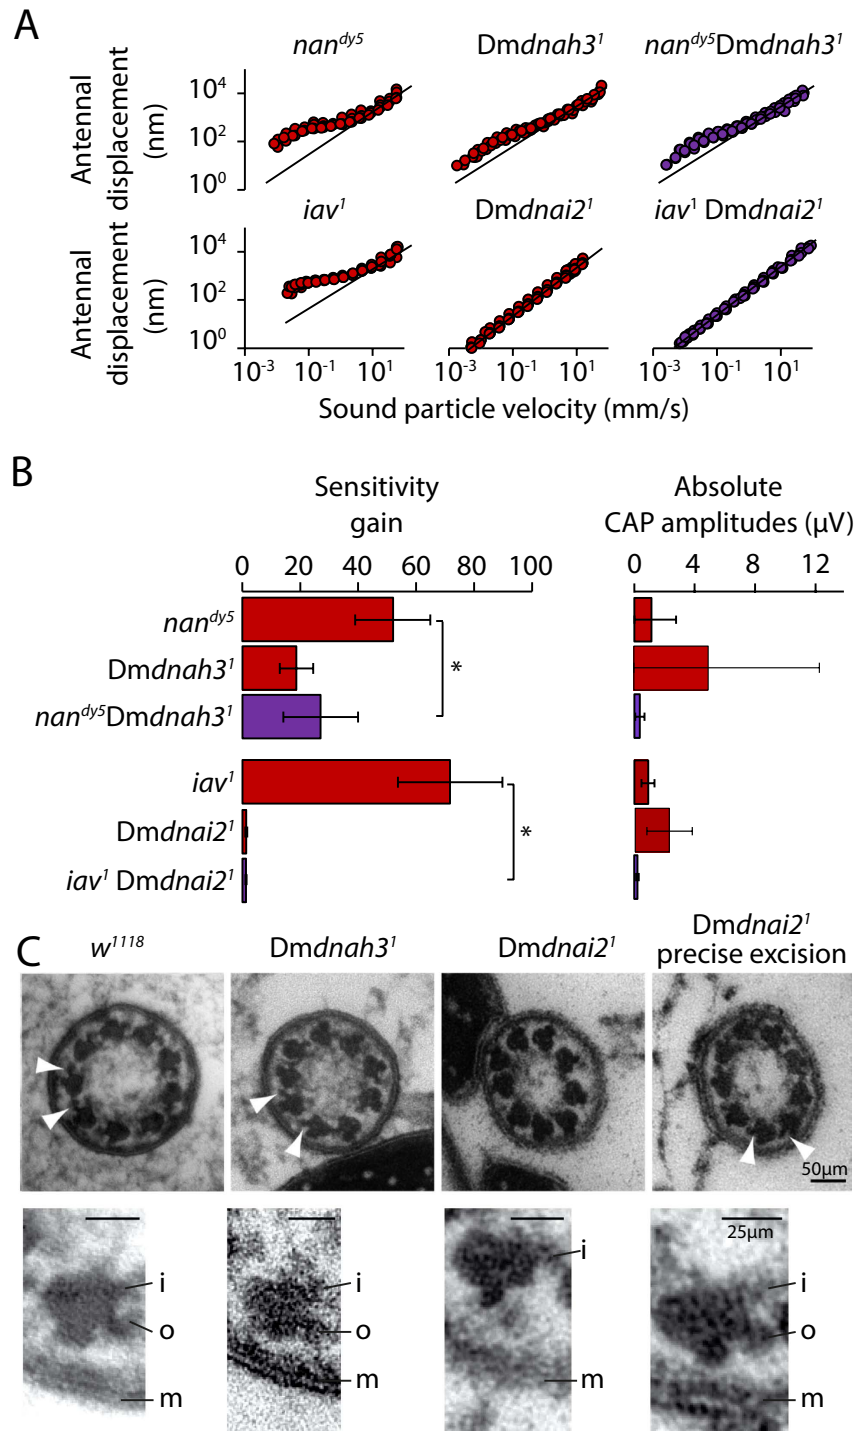 A
nan^dy5 Dmdnah3^1 nan^dy5Dmdnah3^1
Antennal
displacement
(nm)
10^4
10^2
10^0
iav^1 Dmdnai2^1 iav^1 Dmdnai2^1
Antennal
displacement
(nm)
10^4
10^2
10^0
10^-3 10^-1 10^1 10^-3 10^-1 10^1 10^-3 10^-1 10^1
Sound particle velocity (mm/s)
B
Sensitivity
gain
Absolute
CAP amplitudes (μV)
0 20 40 60 80 100
0 4 8 12
nan^dy5
Dmdnah3^1
*
nan^dy5Dmdnah3^1
iav^1
Dmdnai2^1
*
iav^1 Dmdnai2^1
C
w^1118
Dmdnah3^1
Dmdnai2^1
Dmdnai2^1
precise excision
50μm
i
o
m
i
o
m
i
m
25μm
i
o
m